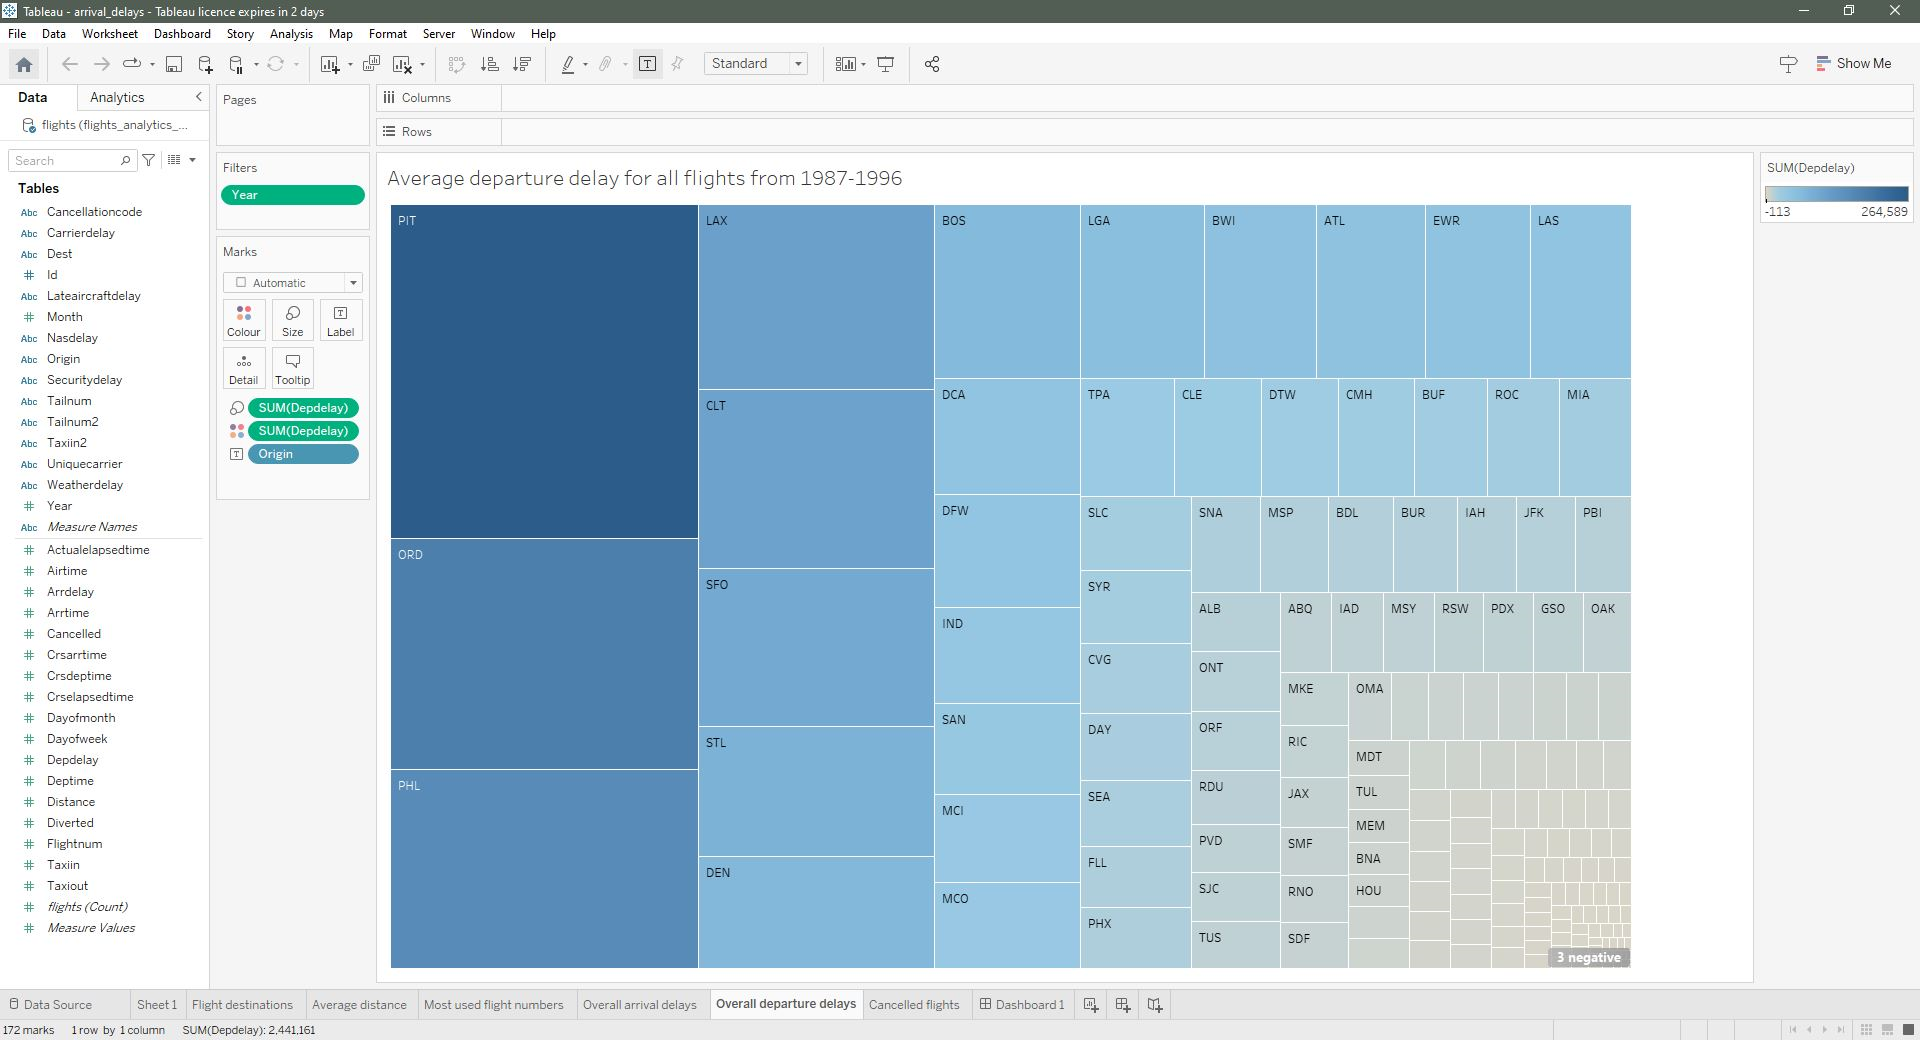 Tableau - arrival_delays - Tableau licence expires in 2 days
File Data Worksheet Dashboard Story Analysis Map Format Server Window Help
Standard
Show Me
Data Analytics
flights (flights_analytics_...
Search
Tables
Abc Cancellationcode
Abc Carrierdelay
Abc Dest
# Id
Abc Lateaircraftdelay
# Month
Abc Nasdelay
Abc Origin
Abc Securitydelay
Abc Tailnum
Abc Tailnum2
Abc Taxiin2
Abc Uniquecarrier
Abc Weatherdelay
# Year
Abc Measure Names
# Actualelapsedtime
# Airtime
# Arrdelay
# Arrtime
# Cancelled
# Crsarrtime
# Crsdeptime
# Crselapsedtime
# Dayofmonth
# Dayofweek
# Depdelay
# Deptime
# Distance
# Diverted
# Flightnum
# Taxiin
# Taxiout
# flights (Count)
# Measure Values
Pages
Filters
Year
Marks
Automatic
Colour Size Label
Detail Tooltip
SUM(Depdelay)
SUM(Depdelay)
Origin
Columns
Rows
Average departure delay for all flights from 1987-1996
PIT
ORD
PHL
LAX
CLT
SFO
STL
DEN
BOS
DCA
DFW
IND
SAN
MCI
MCO
LGA BWI ATL EWR LAS
TPA CLE DTW CMH BUF ROC MIA
SLC
SYR
CVG
DAY
SEA
FLL
PHX
SNA MSP BDL BUR IAH JFK PBI
ALB
ONT
ORF
RDU
PVD
SJC
TUS
ABQ IAD MSY RSW PDX GSO OAK
MKE
RIC
JAX
SMF
RNO
SDF
OMA
MDT
TUL
MEM
BNA
HOU
3 negative
SUM(Depdelay)
-113 264,589
Data Source Sheet 1 Flight destinations Average distance Most used flight numbers Overall arrival delays Overall departure delays Cancelled flights Dashboard 1
172 marks 1 row by 1 column SUM(Depdelay): 2,441,161